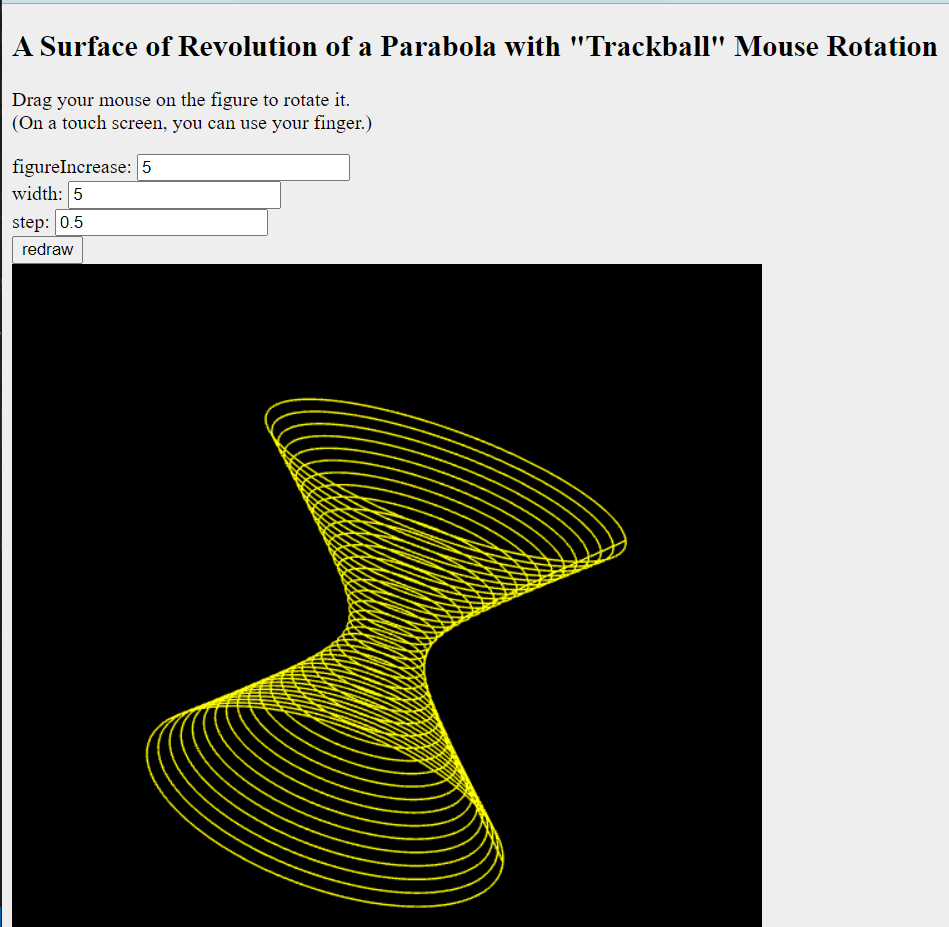 A Surface of Revolution of a Parabola with "Trackball" Mouse Rotation
Drag your mouse on the figure to rotate it.
(On a touch screen, you can use your finger.)
figureIncrease: 5
width: 5
step: 0.5
redraw